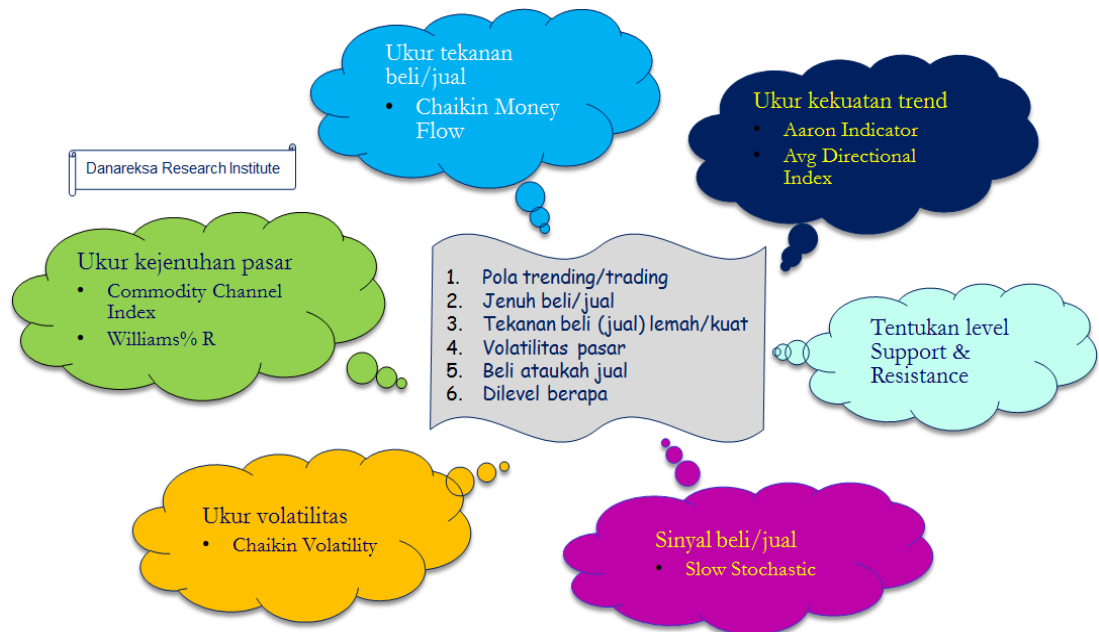 Ukur tekanan
beli/jual
• Chaikin Money
Flow
Ukur kekuatan trend
• Aaron Indicator
• Avg Directional
Index
Danareksa Research Institute
Ukur kejenuhan pasar
• Commodity Channel
Index
• Williams% R
1. Pola trending/trading
2. Jenuh beli/jual
3. Tekanan beli (jual) lemah/kuat
4. Volatilitas pasar
5. Beli ataukah jual
6. Dilevel berapa
Tentukan level
Support &
Resistance
Ukur volatilitas
• Chaikin Volatility
Sinyal beli/jual
• Slow Stochastic